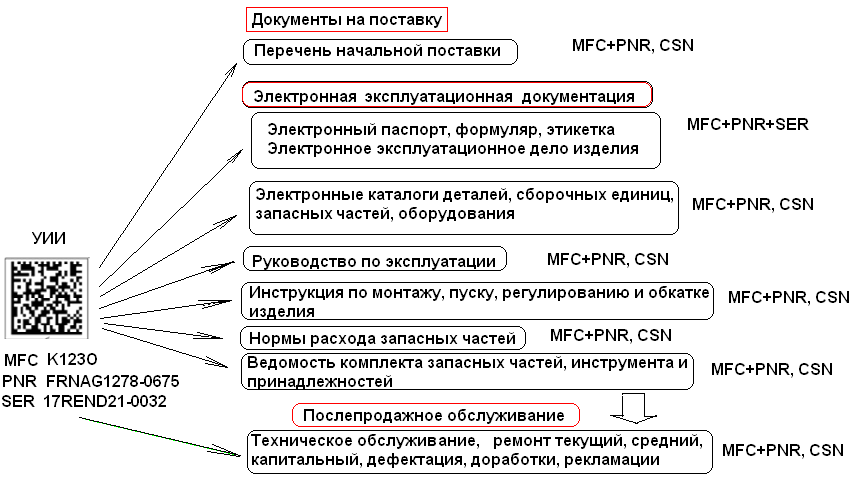 Документы на поставку
Перечень начальной поставки
MFC+PNR, CSN
Электронная эксплуатационная документация
Электронный паспорт, формуляр, этикетка
Электронное эксплуатационное дело изделия
MFC+PNR+SER
Электронные каталоги деталей, сборочных единиц,
запасных частей, оборудования
MFC+PNR, CSN
УИИ
Руководство по эксплуатации
MFC+PNR, CSN
Инструкция по монтажу, пуску, регулированию и обкатке
изделия
MFC+PNR, CSN
Нормы расхода запасных частей
MFC+PNR, CSN
Ведомость комплекта запасных частей, инструмента и
принадлежностей
MFC+PNR, CSN
MFC K123O
PNR FRNAG1278-0675
SER 17REND21-0032
Послепродажное обслуживание
Техническое обслуживание, ремонт текущий, средний,
капитальный, дефектация, доработки, рекламации
MFC+PNR, CSN